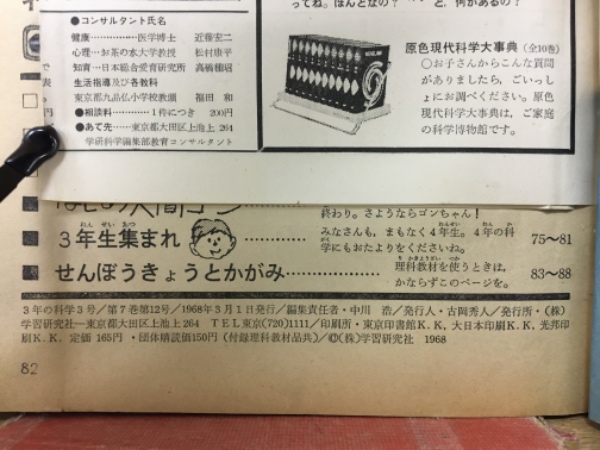 ●コンサルタント氏名
健康……………医学博士 近藤宏二
心理…お茶の水大学教授 松村康平
知育…日本総合愛育研究所
生活指導及び各教科
東京都九品仏小学校教頭 福田 和
●相談料…………1件につき 200円
●あて先……東京都大田区上池上 264
学研科学編集部教育コンサルタント
ってね。ほんとなの？
と、何があるの？
原色現代科学大事典（全10巻）
○お子さんからこんな質問
がありましたら、ごいっし
ょにお調べください。原色
現代科学大事典は、ご家庭
の科学博物館です。
終わり。さようならゴンちゃん！
3年生集まれ
みなさんも、まもなく4年生。4年の科
学にもおたよりをくださいね。
75〜81
せんぼうきょうとかがみ
理科教材を使うときは、
かならずこのページを。
83〜88
3年の科学3号／第7巻第12号／1968年3月1日発行／編集責任者・中川 浩／発行人・古岡秀人／発行所・（株）
学習研究社―東京都大田区上池上264 TEL東京(720)1111／印刷所・東京印書館K.K, 大日本印刷K.K, 光邦印
刷K.K. 定価 165円・団体購読価150円（付録理科教材品共）／©（株）学習研究社 1968
82